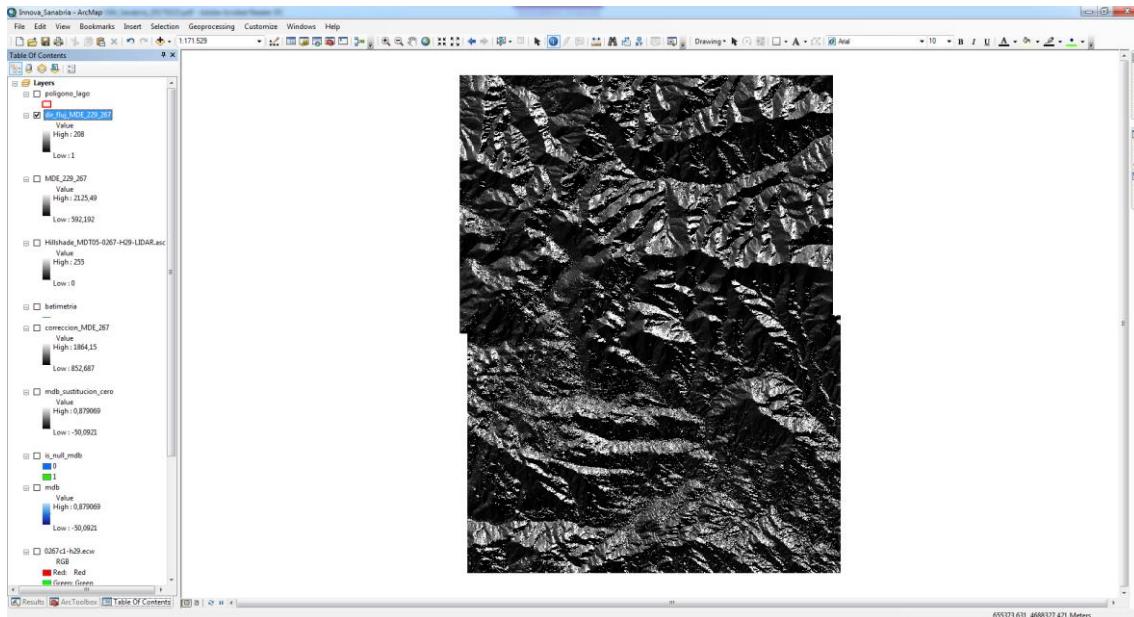 Innova_Sanabria - ArcMap
File Edit View Bookmarks Insert Selection Geoprocessing Customize Windows Help
1:171.529
Drawing
Arial
10
B I U A
Table Of Contents
Layers
poligono_lago
dir_fluj_MDE_229_267
Value
High : 208
Low : 1
MDE_229_267
Value
High : 2125,49
Low : 592,192
Hillshade_MDT05-0267-H29-LIDAR.asc
Value
High : 255
Low : 0
batimetria
correccion_MDE_267
Value
High : 1864,15
Low : 852,687
mdb_sustitucion_cero
Value
High : 0,879069
Low : -50,0921
is_null_mdb
0
1
mdb
Value
High : 0,879069
Low : -50,0921
0267c1-h29.ecw
RGB
Red: Red
Green: Green
Results ArcToolbox Table Of Contents
655373,631 4688327,421 Meters